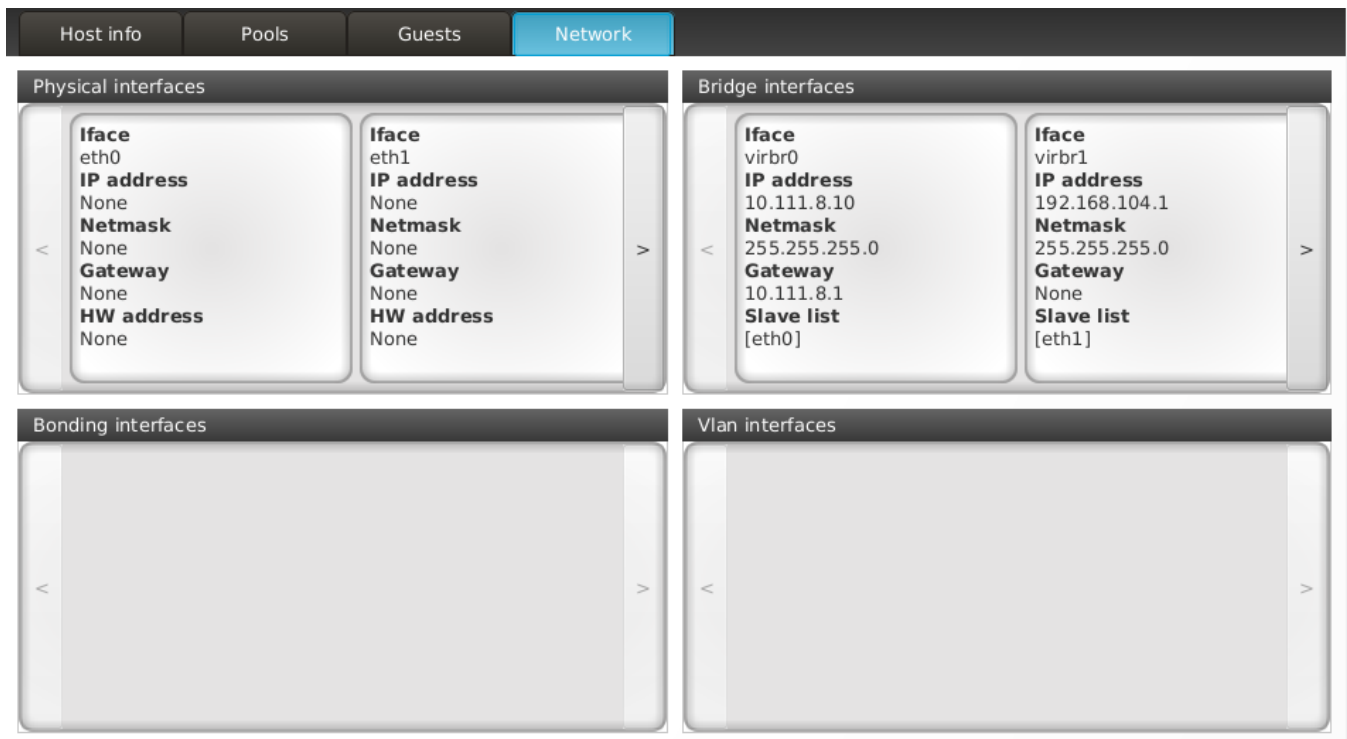 Host info Pools Guests Network
Physical interfaces
<
Iface
eth0
IP address
None
Netmask
None
Gateway
None
HW address
None
Iface
eth1
IP address
None
Netmask
None
Gateway
None
HW address
None
>
Bridge interfaces
<
Iface
virbr0
IP address
10.111.8.10
Netmask
255.255.255.0
Gateway
10.111.8.1
Slave list
[eth0]
Iface
virbr1
IP address
192.168.104.1
Netmask
255.255.255.0
Gateway
None
Slave list
[eth1]
>
Bonding interfaces
< >
Vlan interfaces
< >